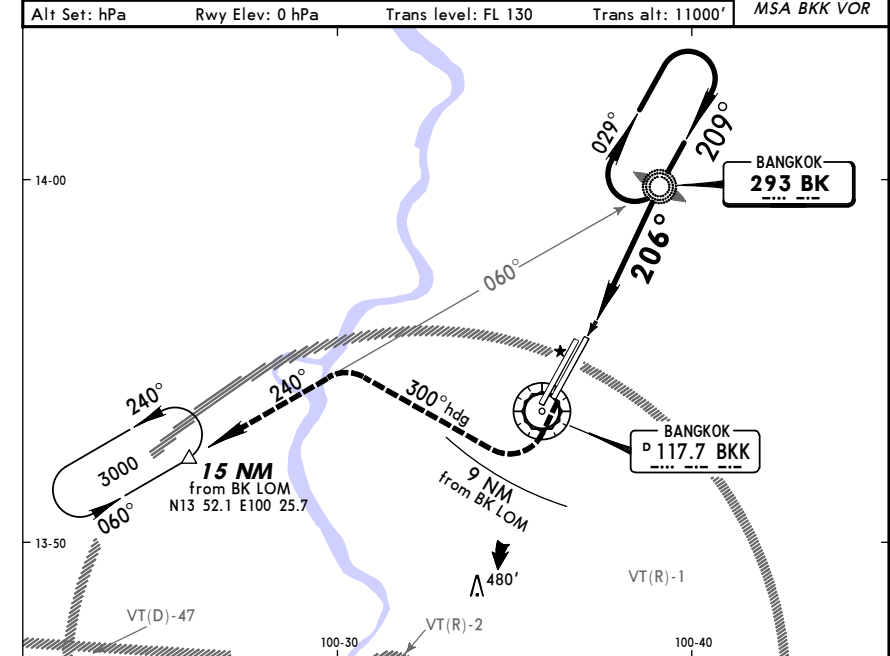 Alt Set: hPa Rwy Elev: 0 hPa Trans level: FL 130 Trans alt: 11000' MSA BKK VOR
029°
209°
14-00
BANGKOK
293 BK
206°
060°
240°
300° hdg
240°
3000
060°
15 NM
from BK LOM
N13 52.1 E100 25.7
9 NM
from BK LOM
BANGKOK
D 117.7 BKK
13-50
480'
VT(R)-1
VT(D)-47
VT(R)-2
100-30
100-40